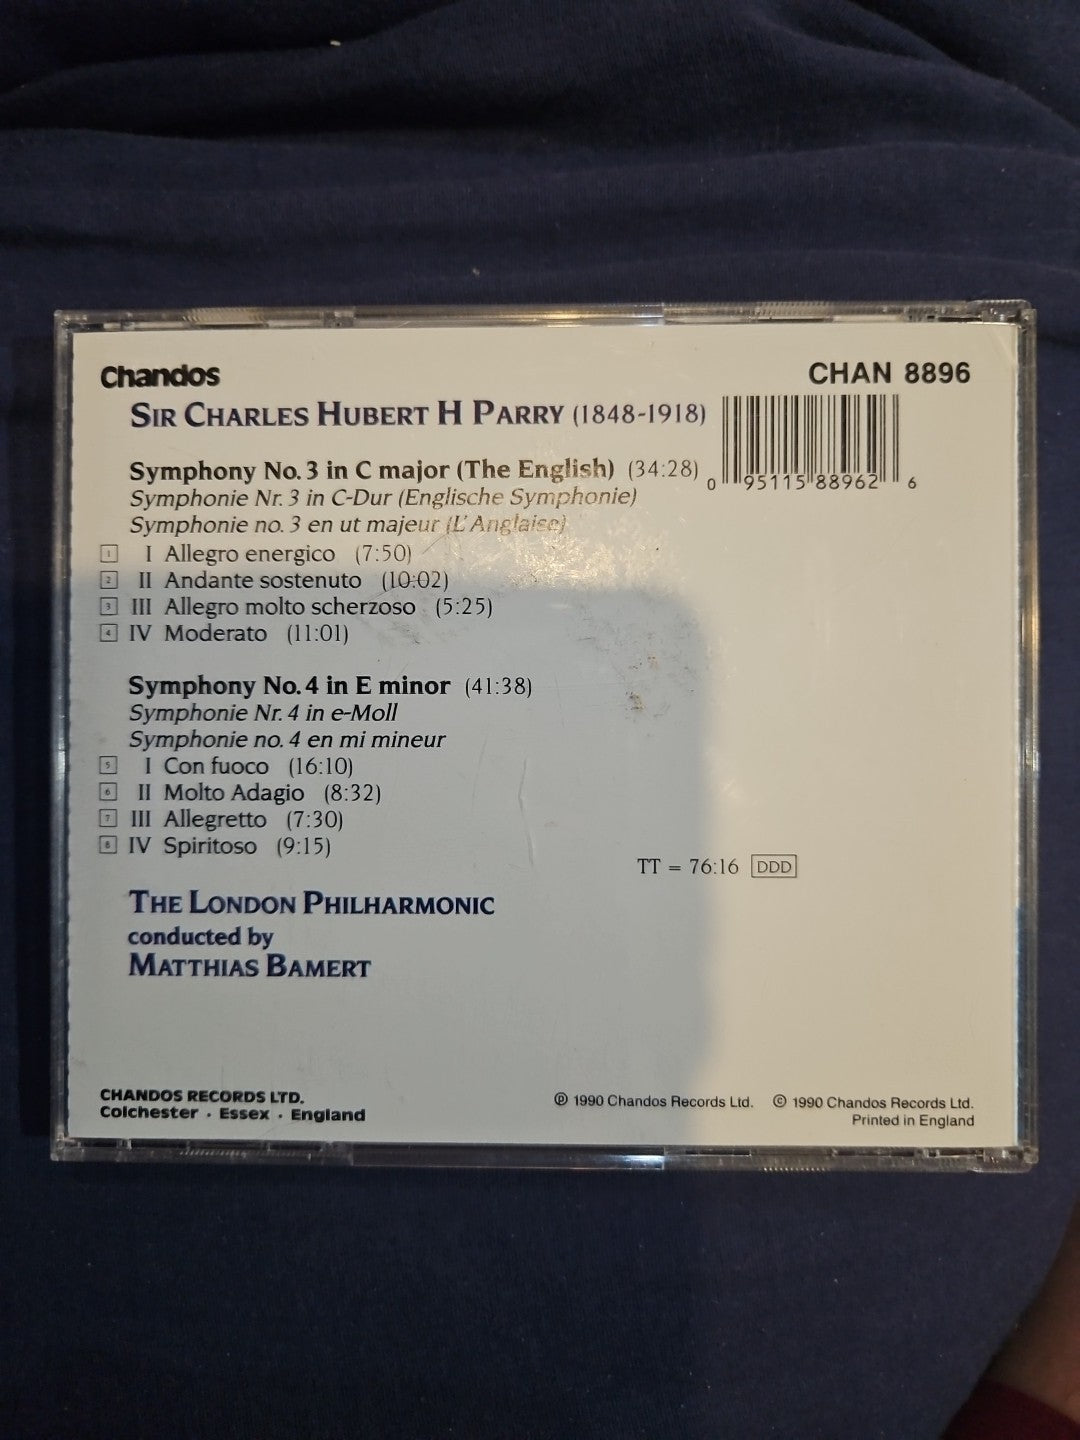 Chandos
CHAN 8896
SIR CHARLES HUBERT H PARRY (1848-1918)
0 95115 88962 6
Symphony No. 3 in C major (The English) (34:28)
Symphonie Nr. 3 in C-Dur (Englische Symphonie)
Symphonie no. 3 en ut majeur (L'Anglaise)
1 I Allegro energico (7:50)
2 II Andante sostenuto (10:02)
3 III Allegro molto scherzoso (5:25)
4 IV Moderato (11:01)
Symphony No. 4 in E minor (41:38)
Symphonie Nr. 4 in e-Moll
Symphonie no. 4 en mi mineur
5 I Con fuoco (16:10)
6 II Molto Adagio (8:32)
7 III Allegretto (7:30)
8 IV Spiritoso (9:15)
TT = 76:16 DDD
THE LONDON PHILHARMONIC
conducted by
MATTHIAS BAMERT
CHANDOS RECORDS LTD.
Colchester · Essex · England
℗ 1990 Chandos Records Ltd. © 1990 Chandos Records Ltd.
Printed in England